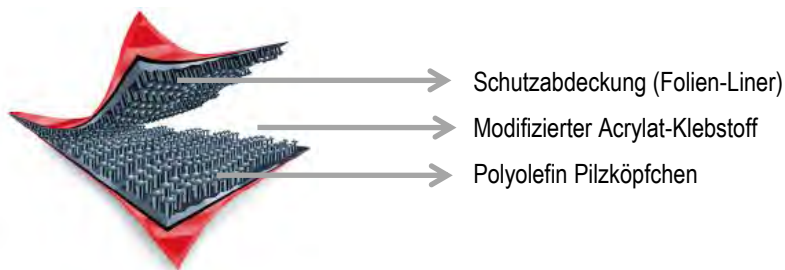 Schutzabdeckung (Folien-Liner)
Modifizierter Acrylat-Klebstoff
Polyolefin Pilzköpfchen